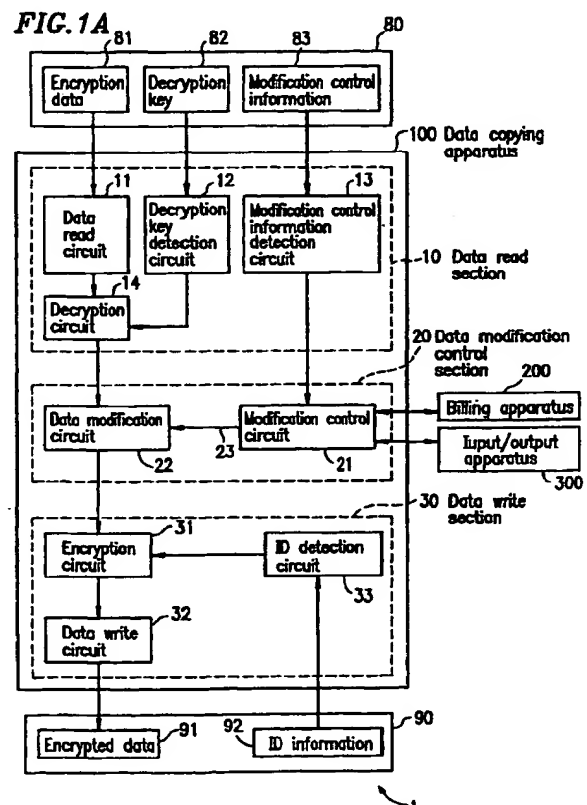 FIG. 1A
81
82
83
80
Encryption
data
Decryption
key
Modification control
information
100 Data copying
apparatus
11
12
13
Data
read
circuit
Decryption
key
detection
circuit
Modification control
information
detection
circuit
10 Data read
section
14
Decryption
circuit
20 Data modification
control
section
200
Billing apparatus
Data modification
circuit
23
Modification control
circuit
22
21
Input/output
apparatus
300
30 Data write
section
31
Encryption
circuit
ID detection
circuit
33
32
Data write
circuit
91
92
90
Encrypted data
ID information
1